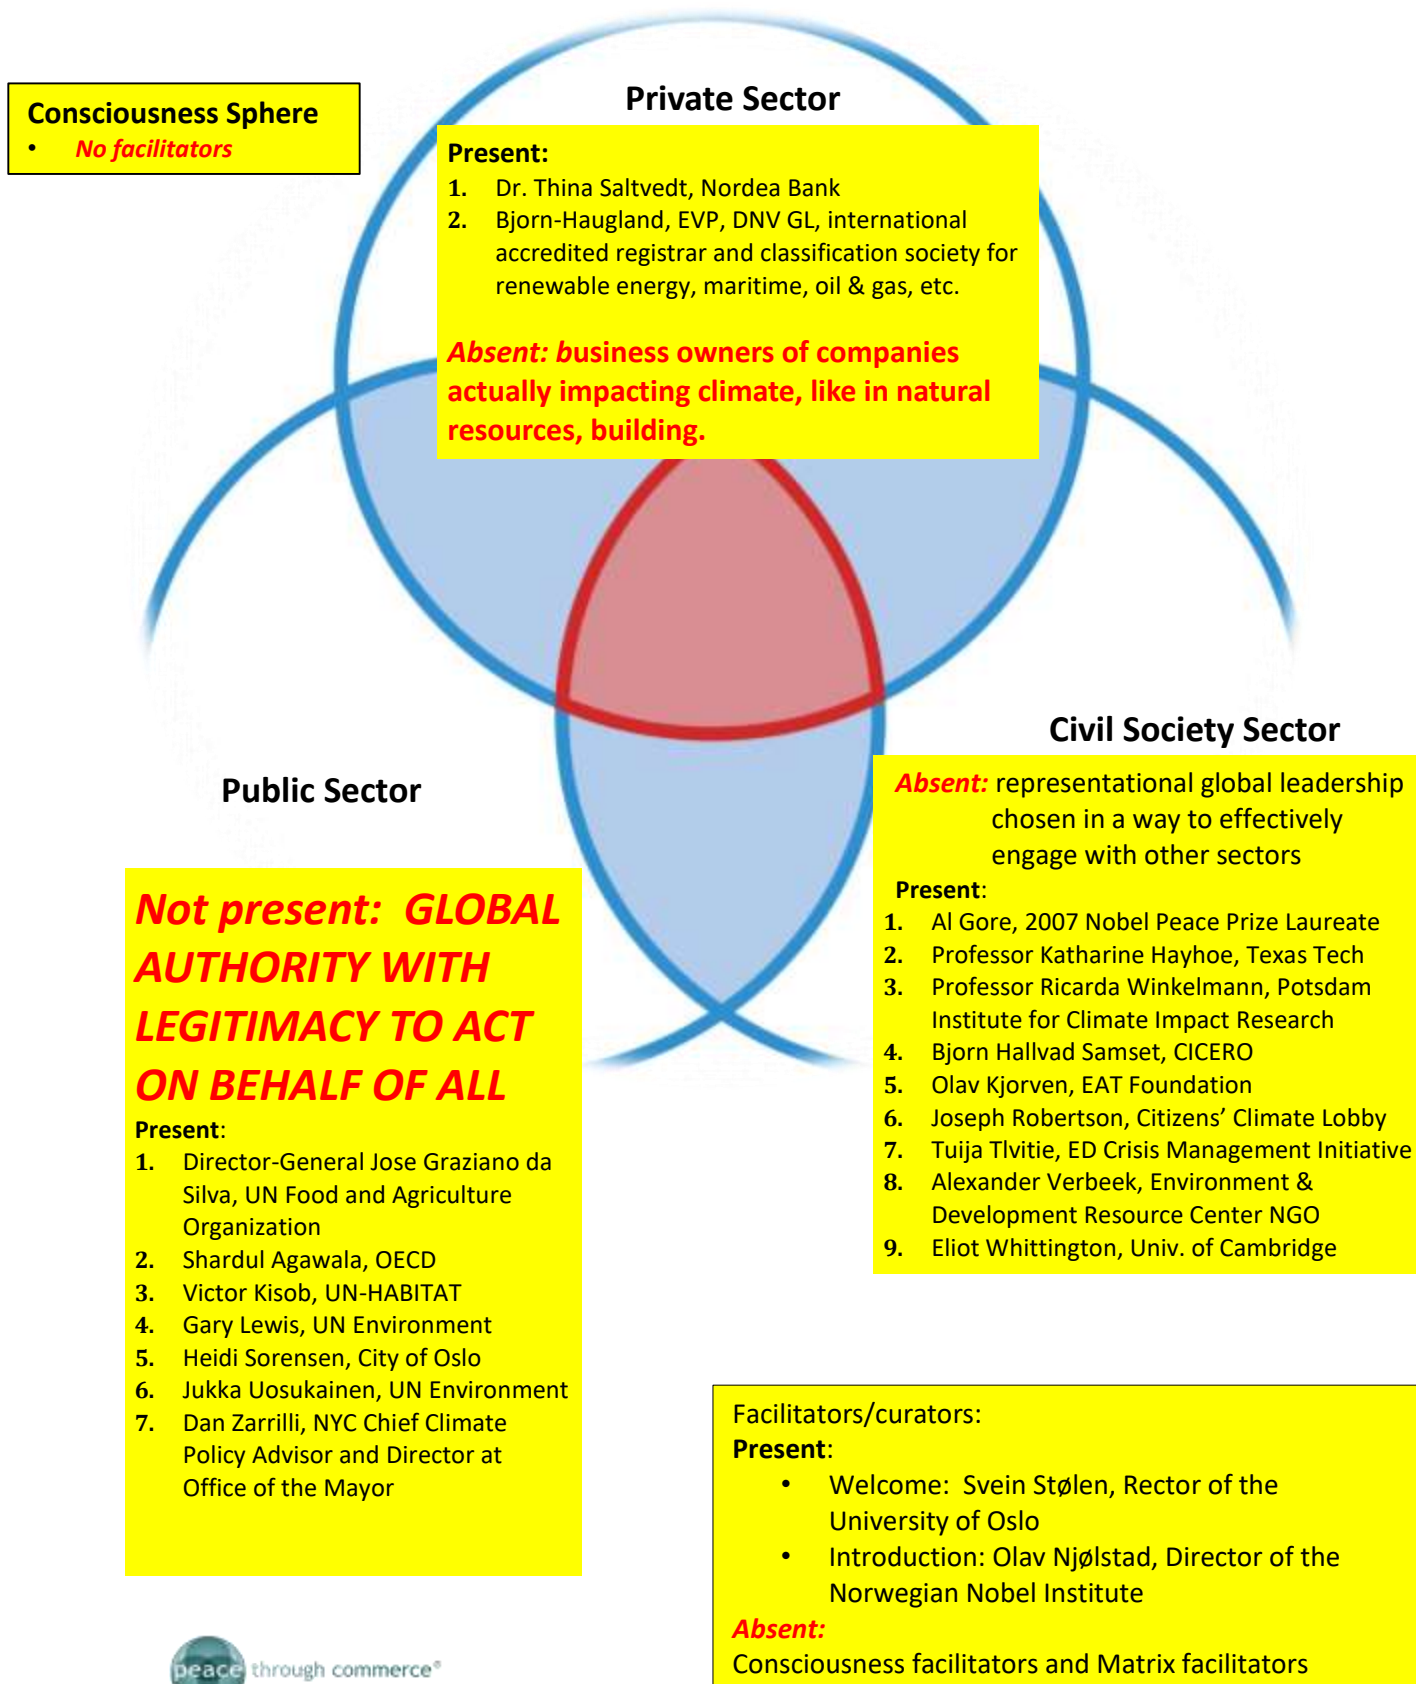 Consciousness Sphere
• No facilitators
Private Sector
Present:
1. Dr. Thina Saltvedt, Nordea Bank
2. Bjorn-Haugland, EVP, DNV GL, international
accredited registrar and classification society for
renewable energy, maritime, oil & gas, etc.
Absent: business owners of companies
actually impacting climate, like in natural
resources, building.
Public Sector
Not present: GLOBAL
AUTHORITY WITH
LEGITIMACY TO ACT
ON BEHALF OF ALL
Present:
1. Director-General Jose Graziano da
Silva, UN Food and Agriculture
Organization
2. Shardul Agawala, OECD
3. Victor Kisob, UN-HABITAT
4. Gary Lewis, UN Environment
5. Heidi Sorensen, City of Oslo
6. Jukka Uosukainen, UN Environment
7. Dan Zarrilli, NYC Chief Climate
Policy Advisor and Director at
Office of the Mayor
Civil Society Sector
Absent: representational global leadership
chosen in a way to effectively
engage with other sectors
Present:
1. Al Gore, 2007 Nobel Peace Prize Laureate
2. Professor Katharine Hayhoe, Texas Tech
3. Professor Ricarda Winkelmann, Potsdam
Institute for Climate Impact Research
4. Bjorn Hallvad Samset, CICERO
5. Olav Kjorven, EAT Foundation
6. Joseph Robertson, Citizens’ Climate Lobby
7. Tuija Tlvitie, ED Crisis Management Initiative
8. Alexander Verbeek, Environment &
Development Resource Center NGO
9. Eliot Whittington, Univ. of Cambridge
Facilitators/curators:
Present:
• Welcome: Svein Stølen, Rector of the
University of Oslo
• Introduction: Olav Njølstad, Director of the
Norwegian Nobel Institute
Absent:
Consciousness facilitators and Matrix facilitators
peace through commerce®